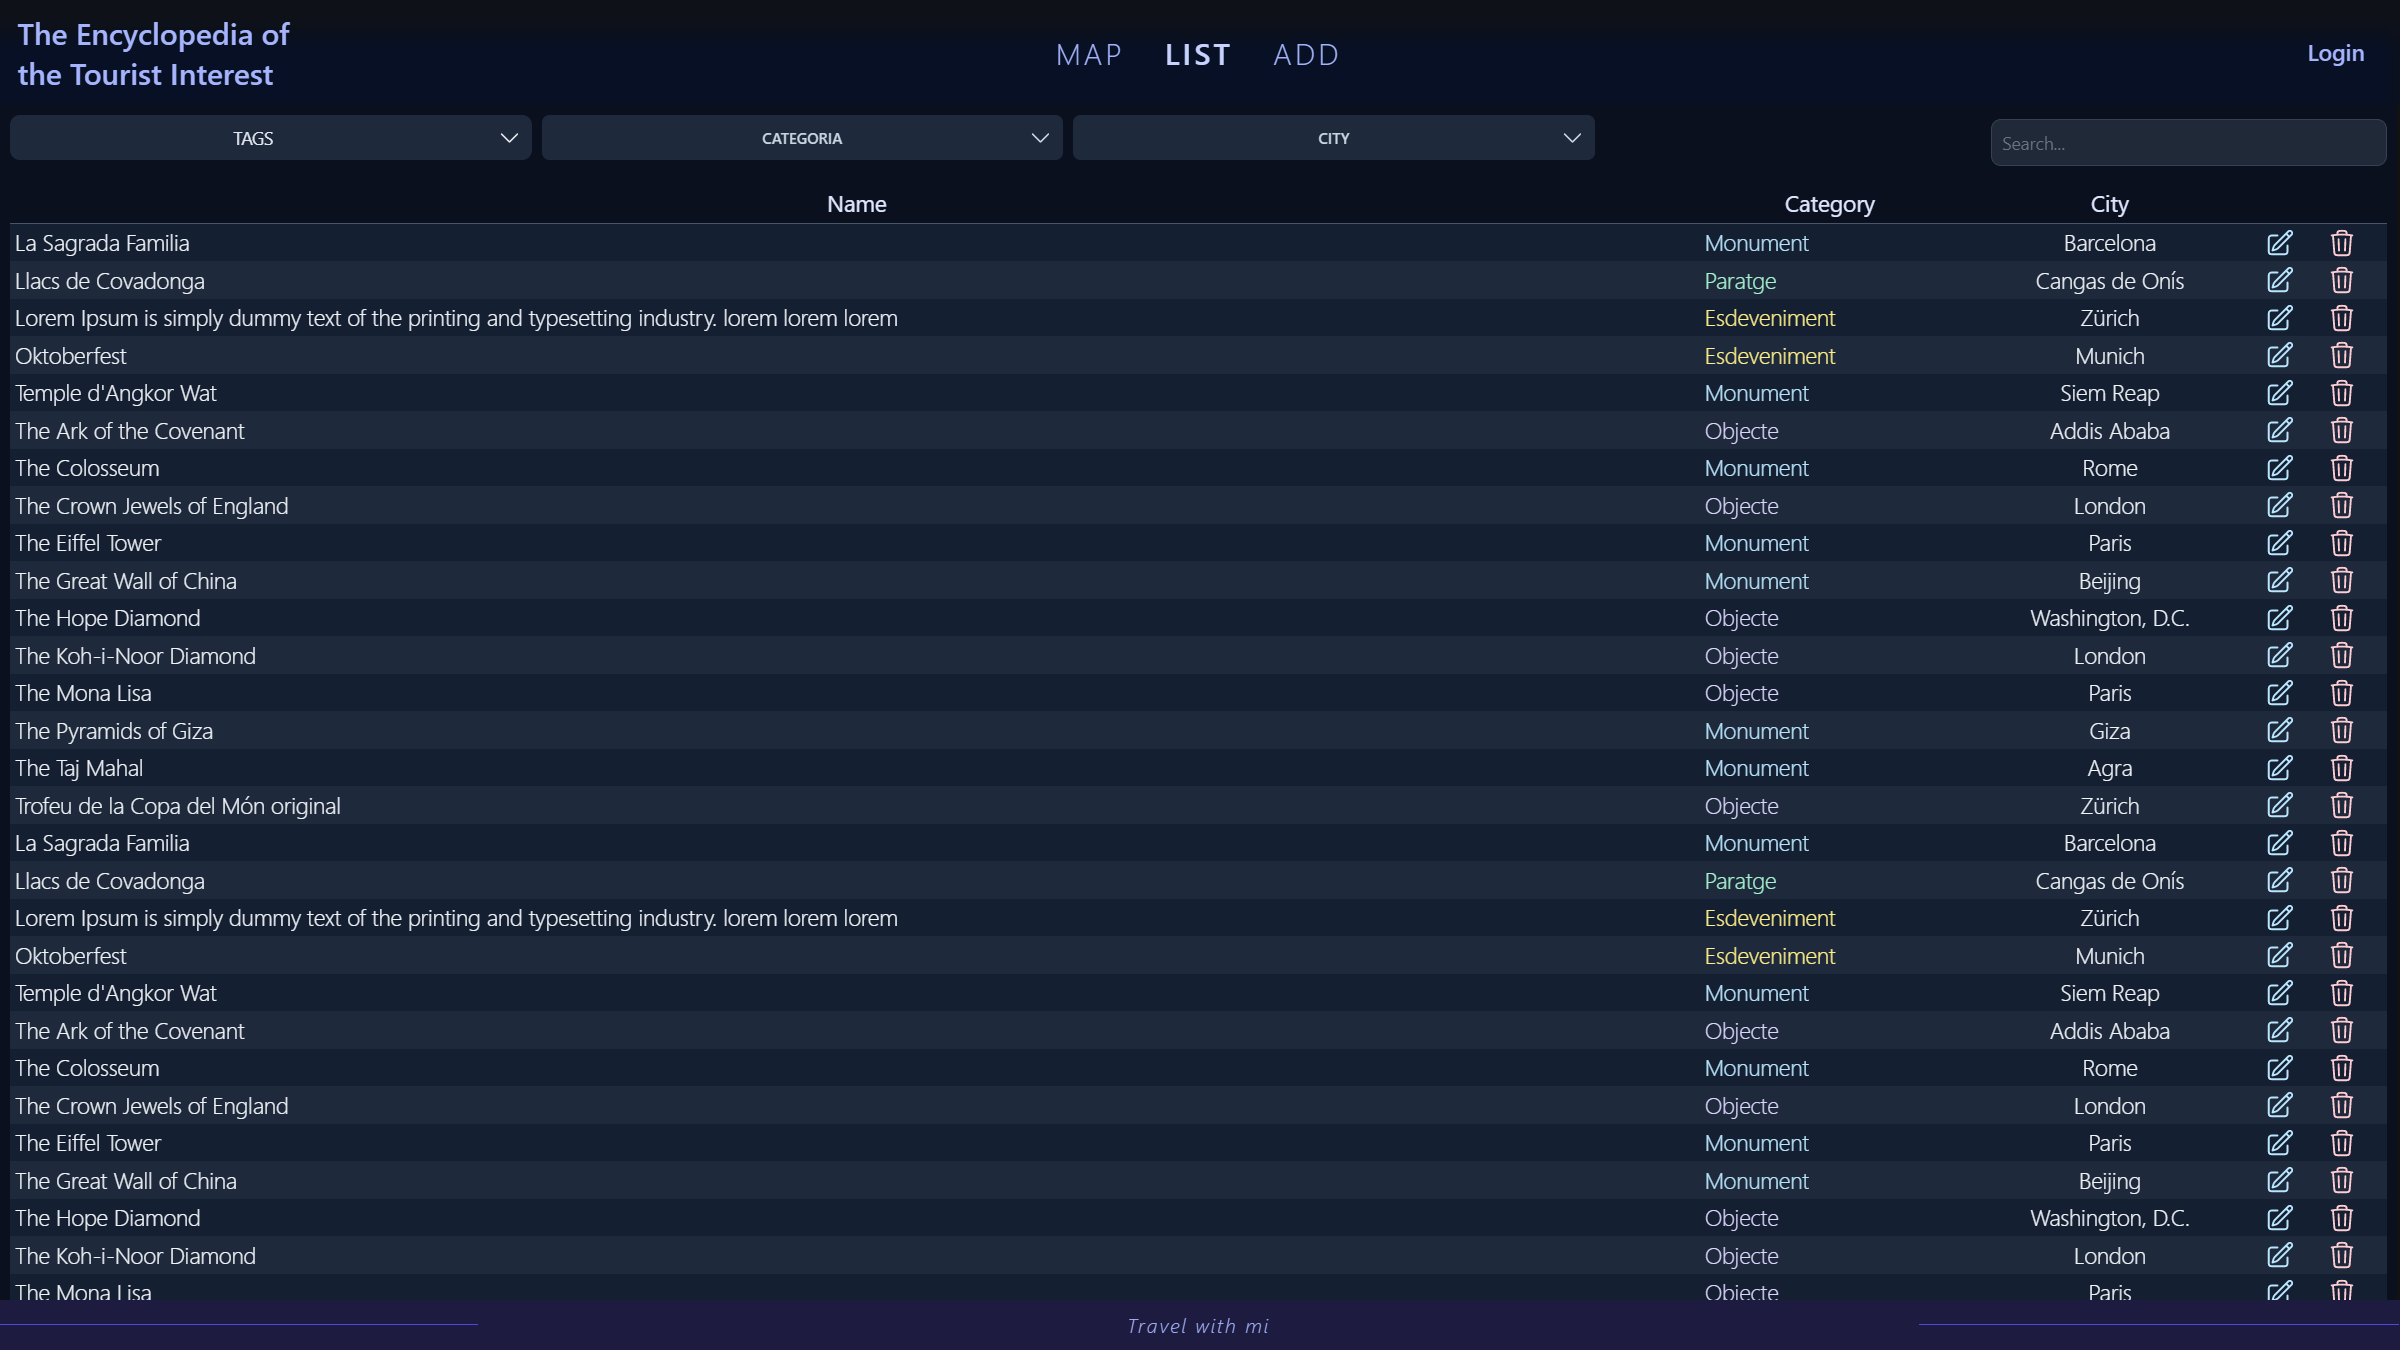 The Encyclopedia of
the Tourist Interest
MAP LIST ADD
Login
TAGS CATEGORIA CITY
Search...
Name Category City
La Sagrada Familia Monument Barcelona
Llacs de Covadonga Paratge Cangas de Onís
Lorem Ipsum is simply dummy text of the printing and typesetting industry. lorem lorem lorem Esdeveniment Zürich
Oktoberfest Esdeveniment Munich
Temple d'Angkor Wat Monument Siem Reap
The Ark of the Covenant Objecte Addis Ababa
The Colosseum Monument Rome
The Crown Jewels of England Objecte London
The Eiffel Tower Monument Paris
The Great Wall of China Monument Beijing
The Hope Diamond Objecte Washington, D.C.
The Koh-i-Noor Diamond Objecte London
The Mona Lisa Objecte Paris
The Pyramids of Giza Monument Giza
The Taj Mahal Monument Agra
Trofeu de la Copa del Món original Objecte Zürich
La Sagrada Familia Monument Barcelona
Llacs de Covadonga Paratge Cangas de Onís
Lorem Ipsum is simply dummy text of the printing and typesetting industry. lorem lorem lorem Esdeveniment Zürich
Oktoberfest Esdeveniment Munich
Temple d'Angkor Wat Monument Siem Reap
The Ark of the Covenant Objecte Addis Ababa
The Colosseum Monument Rome
The Crown Jewels of England Objecte London
The Eiffel Tower Monument Paris
The Great Wall of China Monument Beijing
The Hope Diamond Objecte Washington, D.C.
The Koh-i-Noor Diamond Objecte London
The Mona Lisa Objecte Paris
Travel with mi